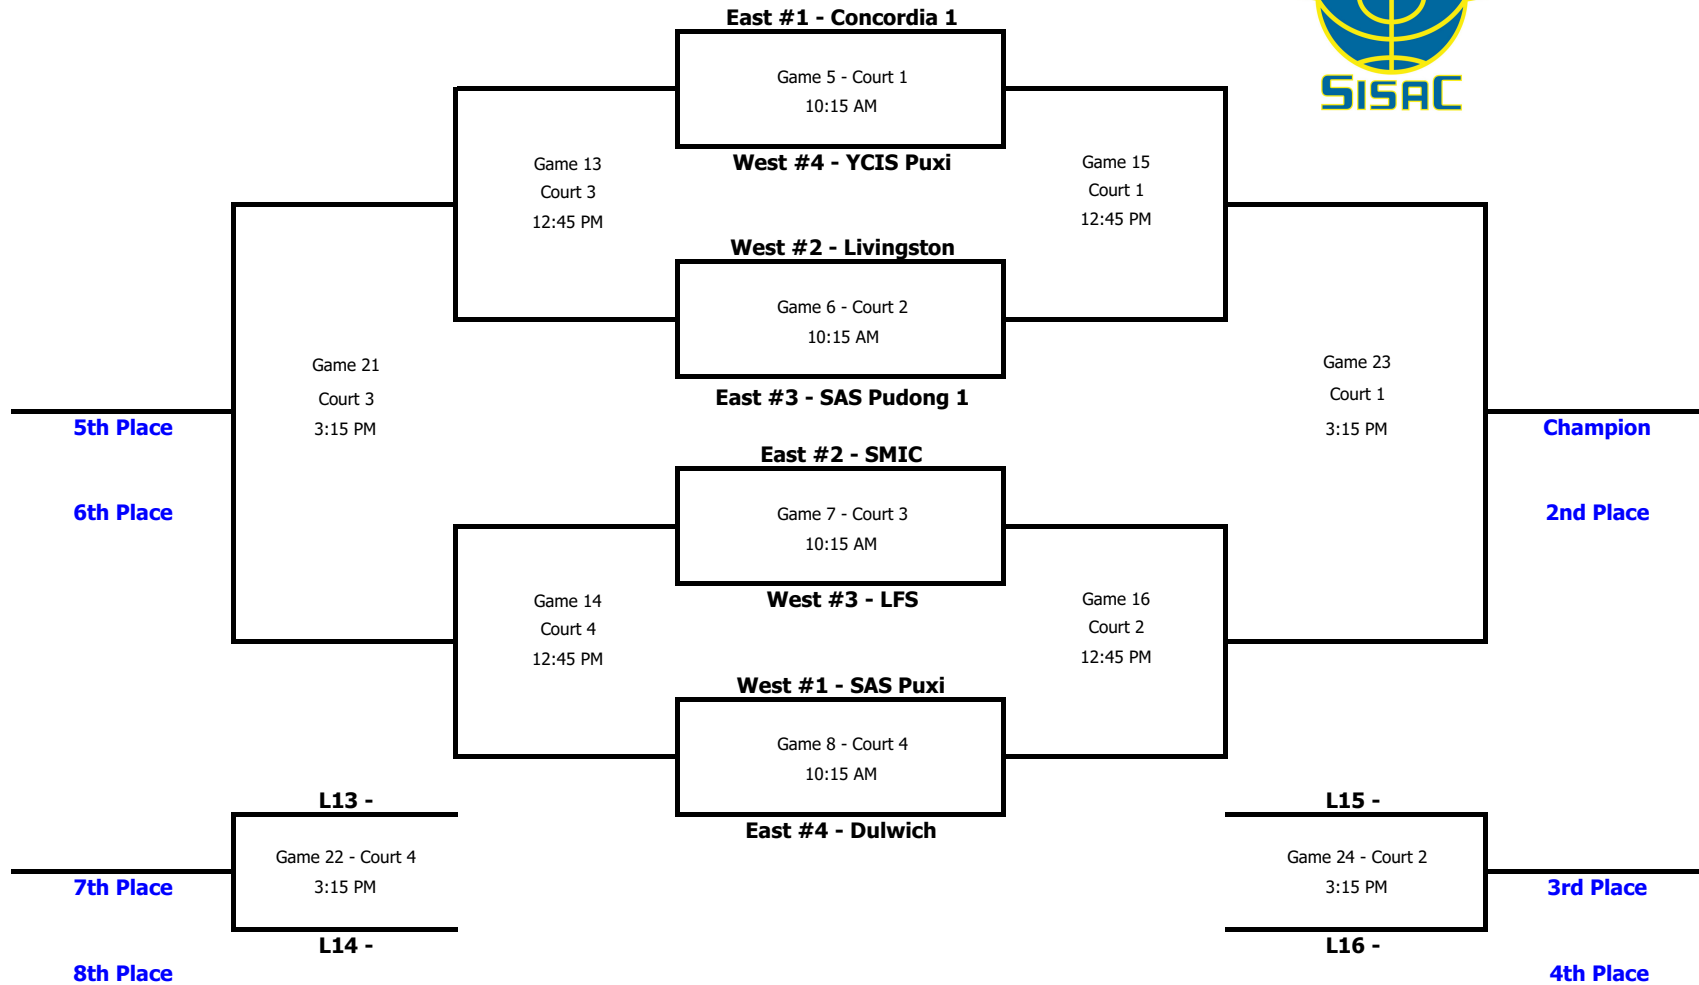 East #1 - Concordia 1
Game 5 - Court 1
10:15 AM
West #4 - YCIS Puxi
SISAC
Game 13
Court 3
12:45 PM
Game 15
Court 1
12:45 PM
West #2 - Livingston
Game 6 - Court 2
10:15 AM
East #3 - SAS Pudong 1
Game 21
Court 3
3:15 PM
Game 23
Court 1
3:15 PM
5th Place
6th Place
Champion
2nd Place
East #2 - SMIC
Game 7 - Court 3
10:15 AM
West #3 - LFS
Game 14
Court 4
12:45 PM
Game 16
Court 2
12:45 PM
West #1 - SAS Puxi
Game 8 - Court 4
10:15 AM
East #4 - Dulwich
L13 -
Game 22 - Court 4
3:15 PM
L14 -
7th Place
8th Place
L15 -
Game 24 - Court 2
3:15 PM
L16 -
3rd Place
4th Place